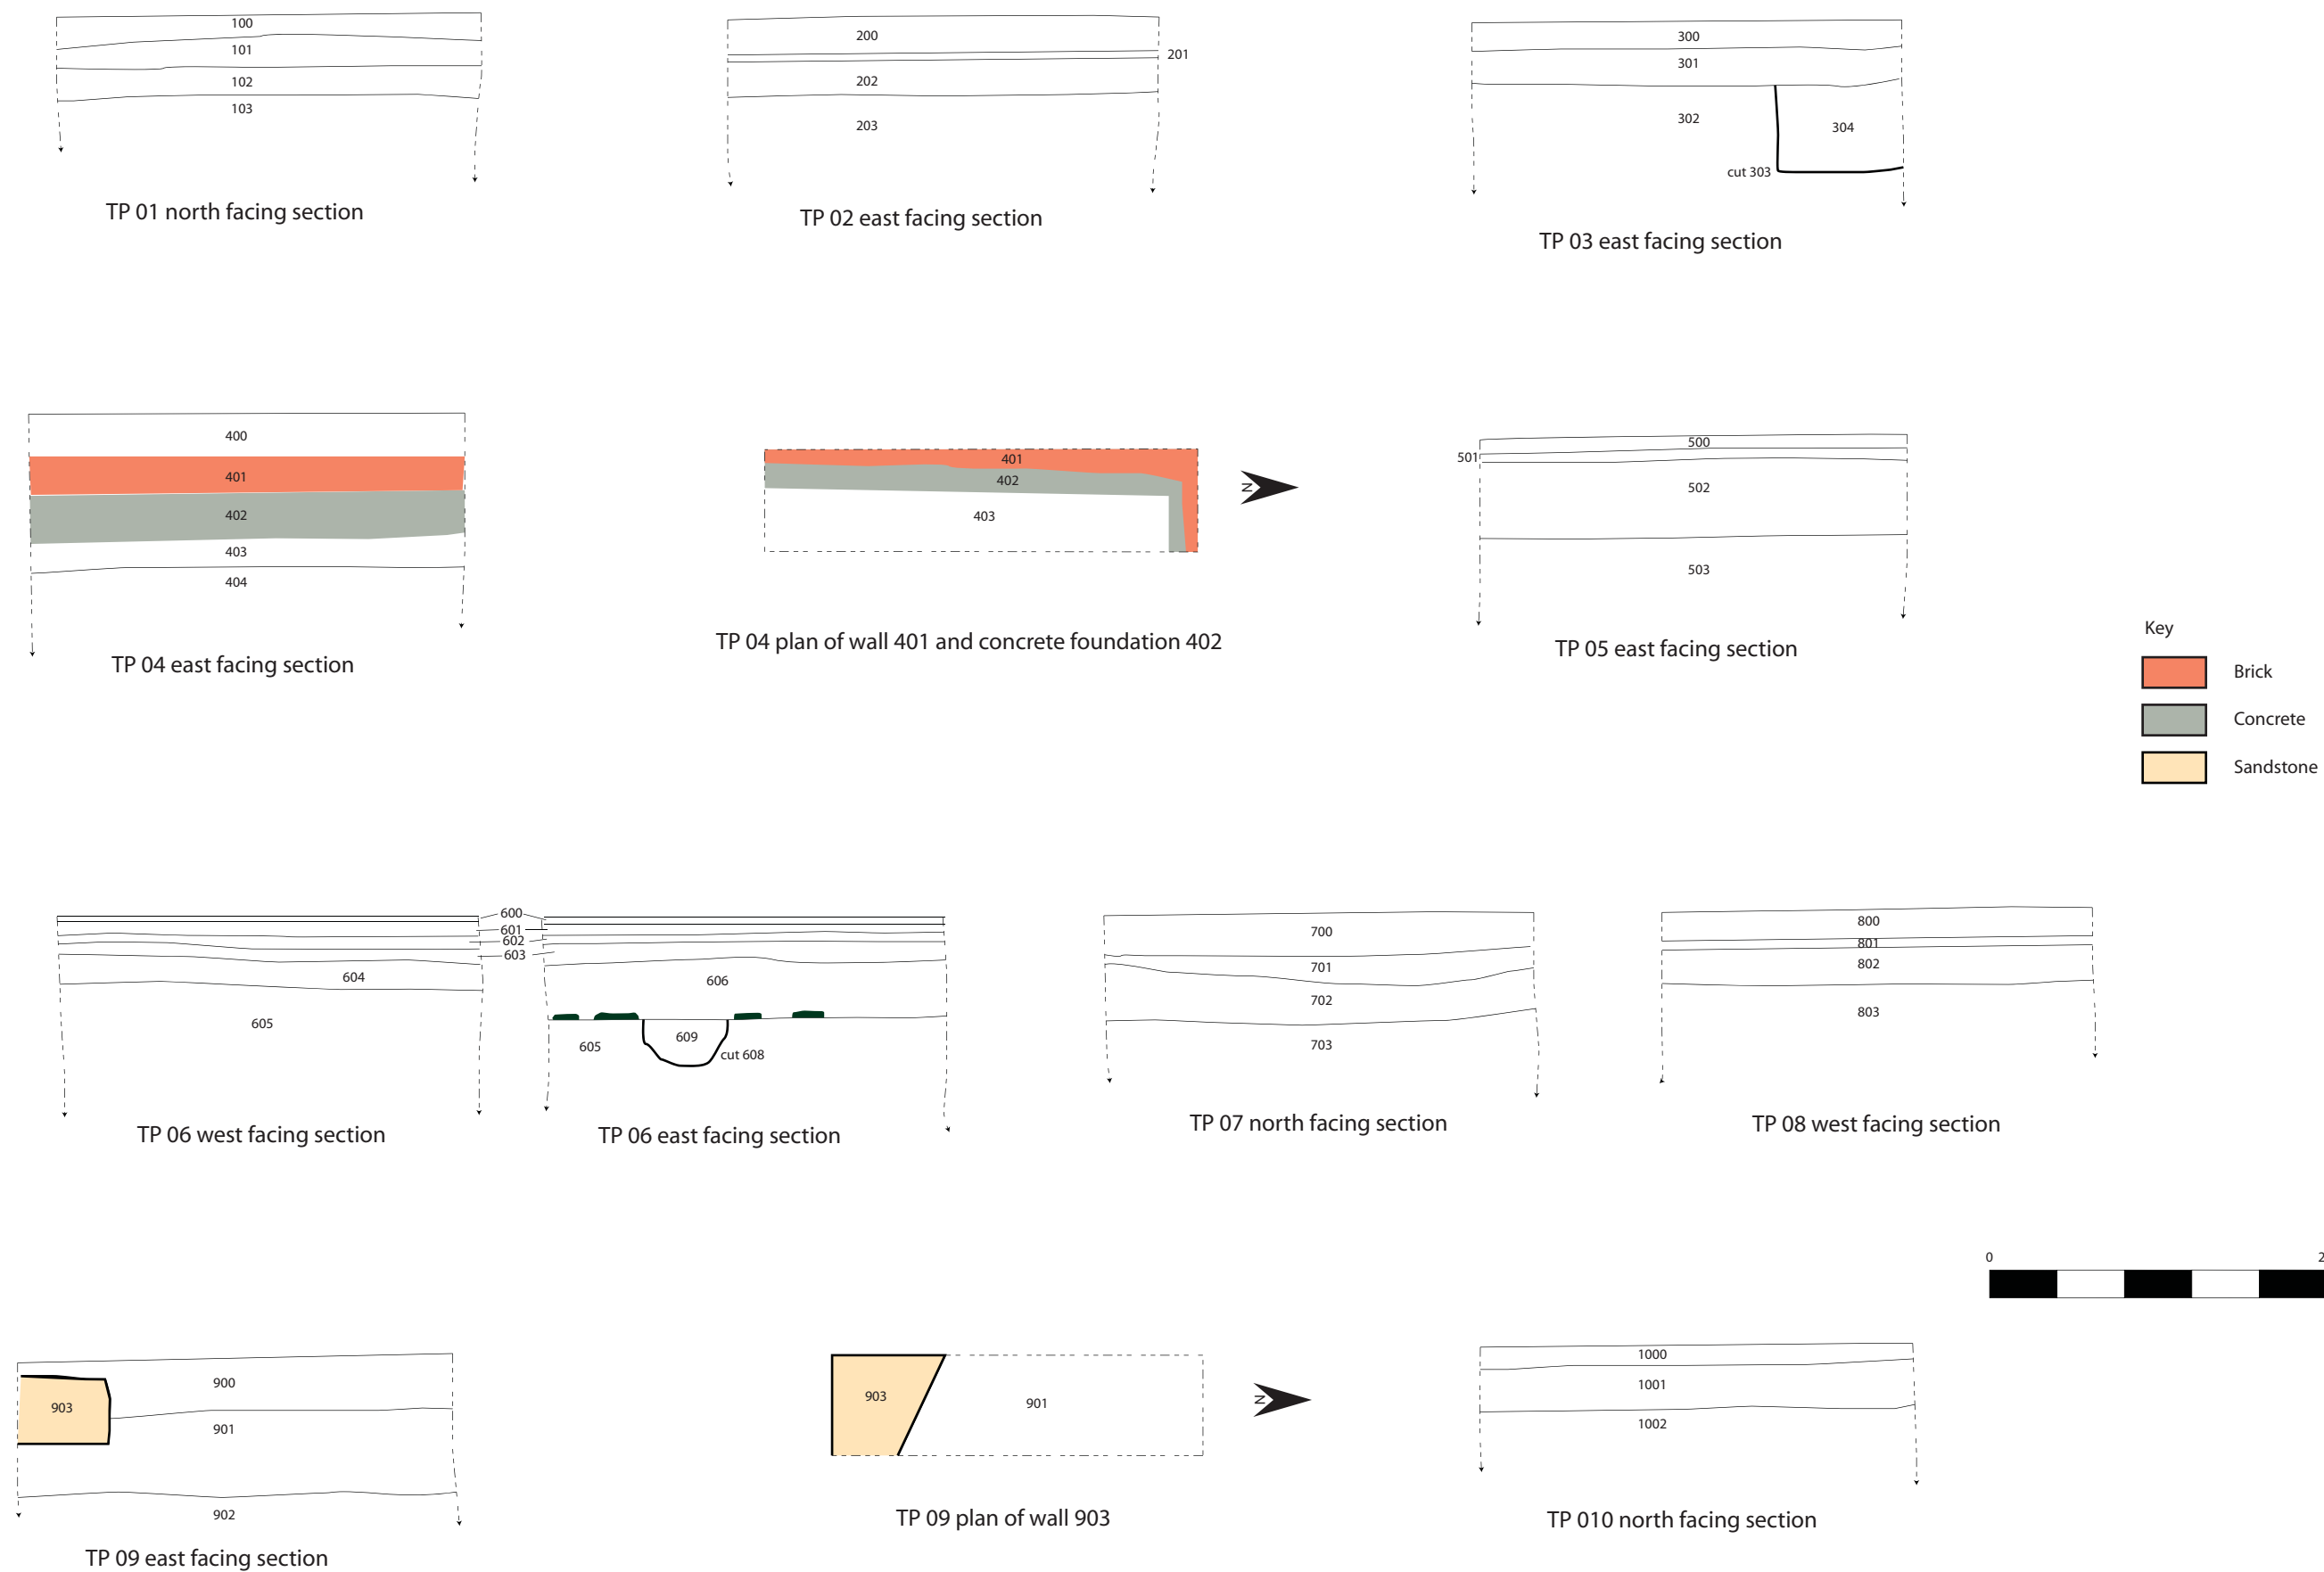 100
101
102
103
TP 01 north facing section
200
201
202
203
TP 02 east facing section
300
301
302
304
cut 303
TP 03 east facing section
400
401
402
403
404
TP 04 east facing section
401
402
403
N
TP 04 plan of wall 401 and concrete foundation 402
500
501
502
503
TP 05 east facing section
Key
Brick
Concrete
Sandstone
600
601
602
603
604
605
TP 06 west facing section
606
605
609
cut 608
TP 06 east facing section
700
701
702
703
TP 07 north facing section
800
801
802
803
TP 08 west facing section
0
2
900
903
901
902
TP 09 east facing section
903
901
N
TP 09 plan of wall 903
1000
1001
1002
TP 010 north facing section